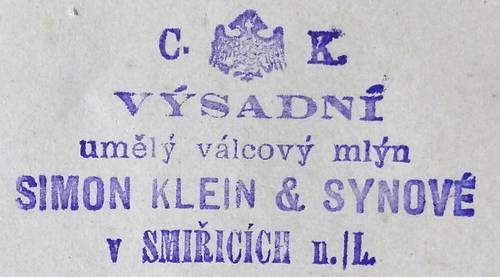 C. K.
VÝSADNÍ
umělý válcový mlýn
SIMON KLEIN & SYNOVÉ
v SMIŘICÍCH n./L.